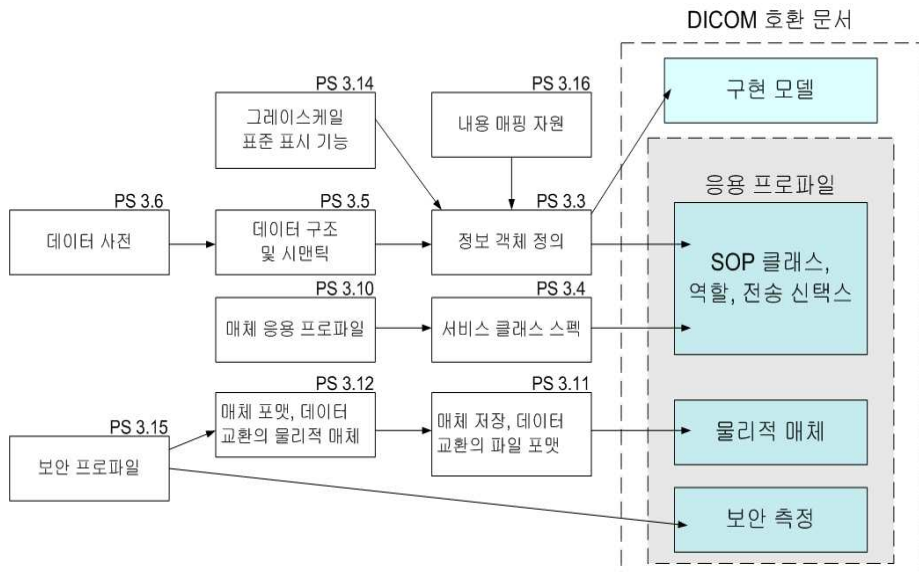 DICOM 호환 문서
PS 3.14
그레이스케일
표준 표시 기능
PS 3.16
내용 매핑 자원
구현 모델
응용 프로파일
PS 3.6
데이터 사전
PS 3.5
데이터 구조
및 시맨틱
PS 3.3
정보 객체 정의
SOP 클래스,
역할, 전송 신택스
PS 3.10
매체 응용 프로파일
PS 3.4
서비스 클래스 스펙
PS 3.12
매체 포맷, 데이터
교환의 물리적 매체
PS 3.11
매체 저장, 데이터
교환의 파일 포맷
물리적 매체
PS 3.15
보안 프로파일
보안 측정